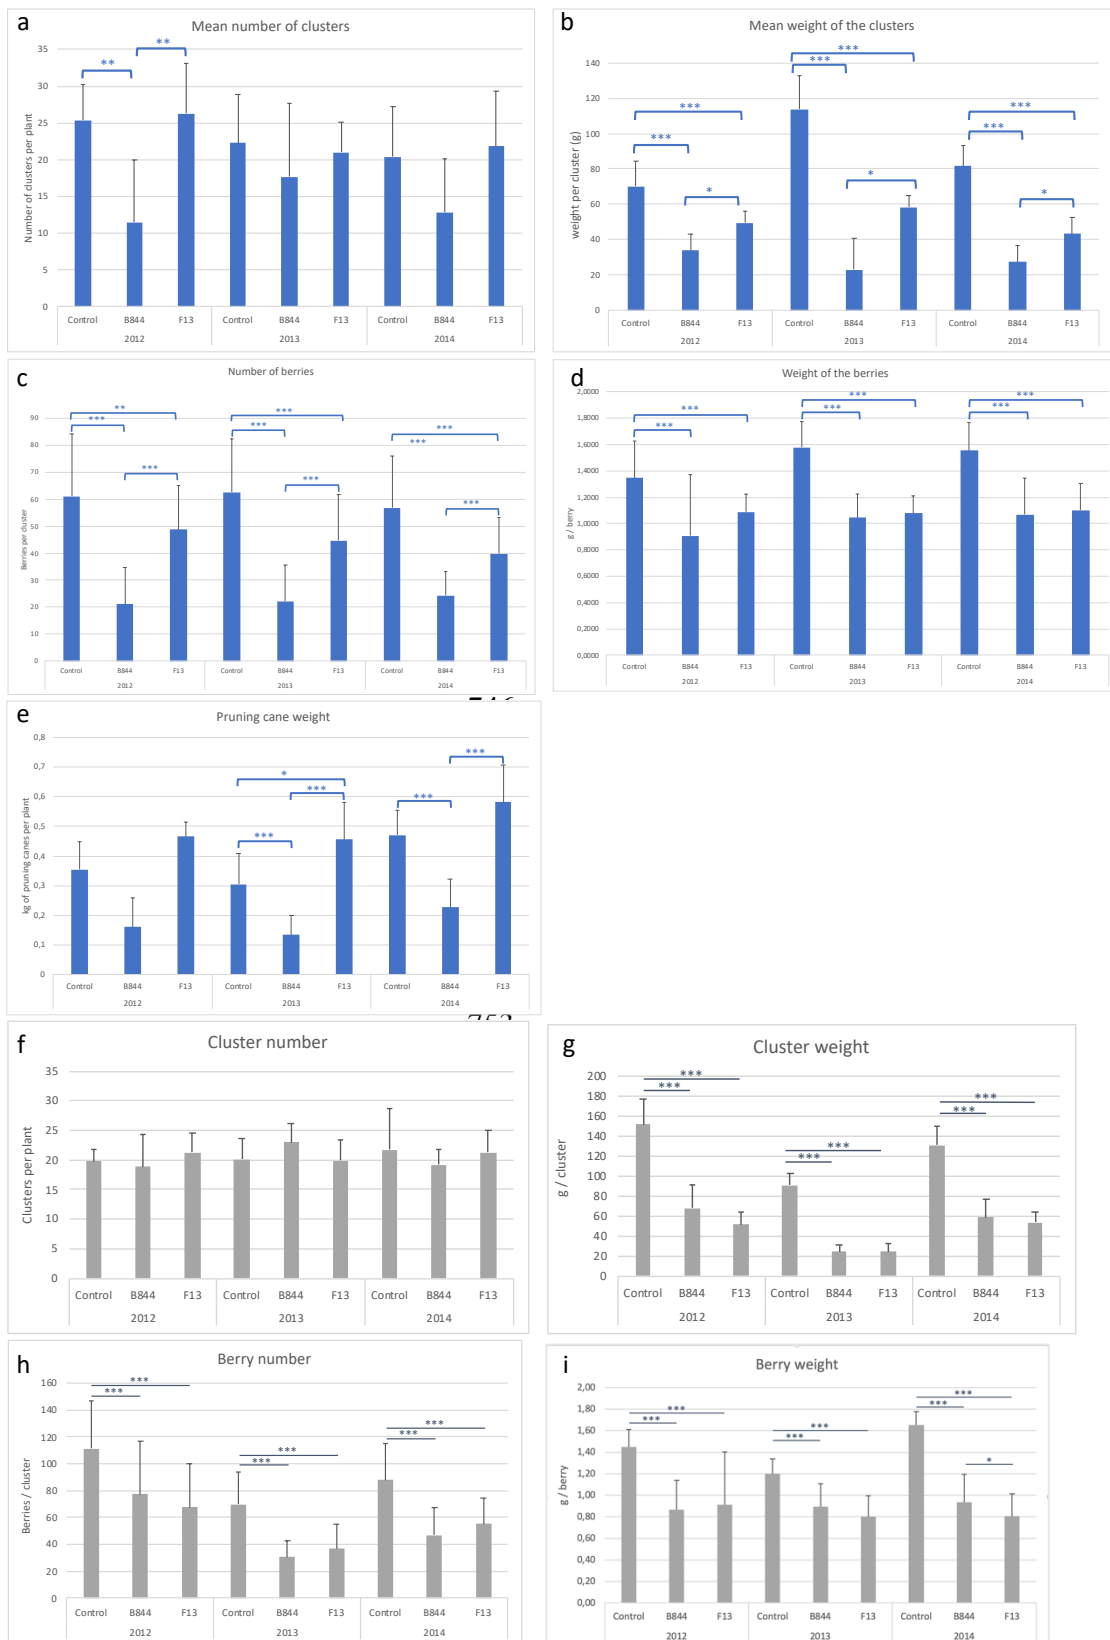 a
Mean number of clusters
Number of clusters per plant
35
30
25
20
15
10
5
0
** **
Control B844 F13 Control B844 F13 Control B844 F13
2012 2013 2014
b
Mean weight of the clusters
weight per cluster (g)
140
120
100
80
60
40
20
0
*** *** * *** *** * *** *** *
Control B844 F13 Control B844 F13 Control B844 F13
2012 2013 2014
c
Number of berries
Berries per cluster
90
80
70
60
50
40
30
20
10
0
** *** *** *** *** *** *** *** ***
Control B844 F13 Control B844 F13 Control B844 F13
2012 2013 2014
d
Weight of the berries
g / berry
2,0000
1,8000
1,6000
1,4000
1,2000
1,0000
0,8000
0,6000
0,4000
0,2000
0,0000
*** *** *** *** *** ***
Control B844 F13 Control B844 F13 Control B844 F13
2012 2013 2014
e
Pruning cane weight
kg of pruning canes per plant
0,8
0,7
0,6
0,5
0,4
0,3
0,2
0,1
0
* *** *** *** ***
Control B844 F13 Control B844 F13 Control B844 F13
2012 2013 2014
f
Cluster number
Clusters per plant
35
30
25
20
15
10
5
0
Control B844 F13 Control B844 F13 Control B844 F13
2012 2013 2014
g
Cluster weight
g / cluster
200
180
160
140
120
100
80
60
40
20
0
*** *** *** *** *** ***
Control B844 F13 Control B844 F13 Control B844 F13
2012 2013 2014
h
Berry number
Berries / cluster
160
140
120
100
80
60
40
20
0
*** *** *** *** *** ***
Control B844 F13 Control B844 F13 Control B844 F13
2012 2013 2014
i
Berry weight
g / berry
2,00
1,80
1,60
1,40
1,20
1,00
0,80
0,60
0,40
0,20
0,00
*** *** *** *** *** *** *
Control B844 F13 Control B844 F13 Control B844 F13
2012 2013 2014